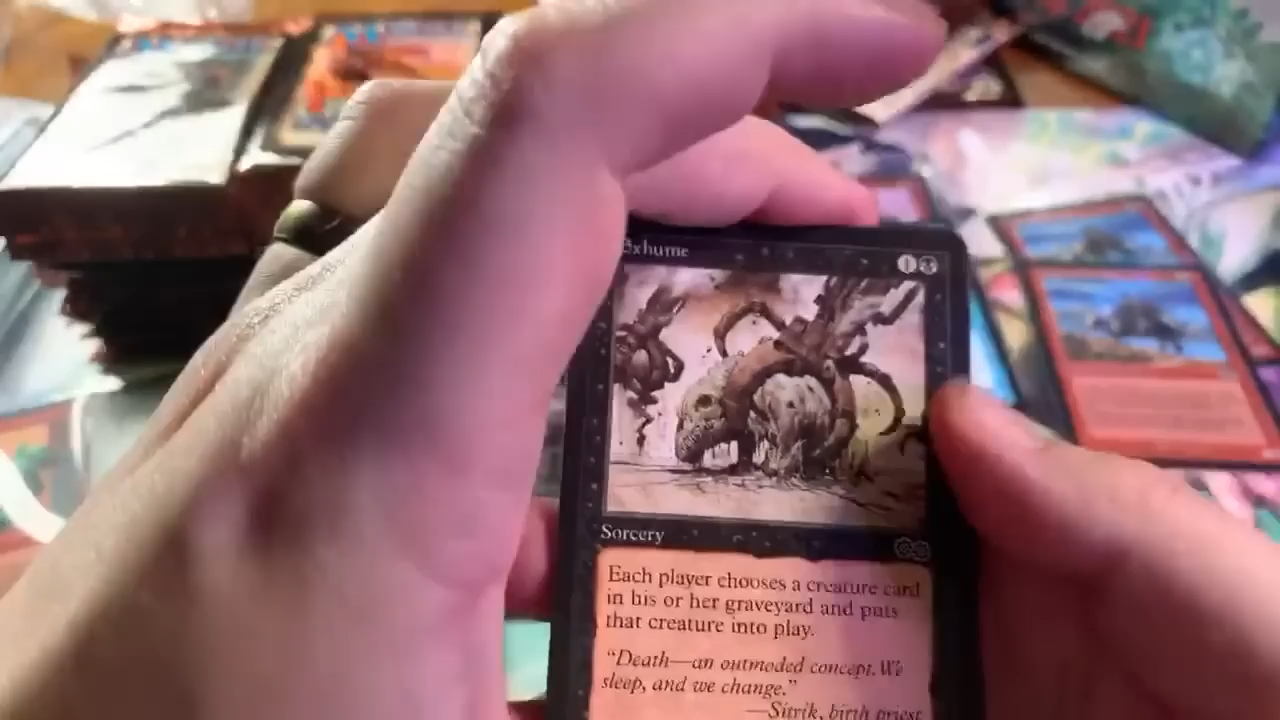 Exhume
1
Sorcery
Each player chooses a creature card
in his or her graveyard and puts
that creature into play.
"Death—an outmoded concept. We
sleep, and we change."
—Sitrik, birth priest